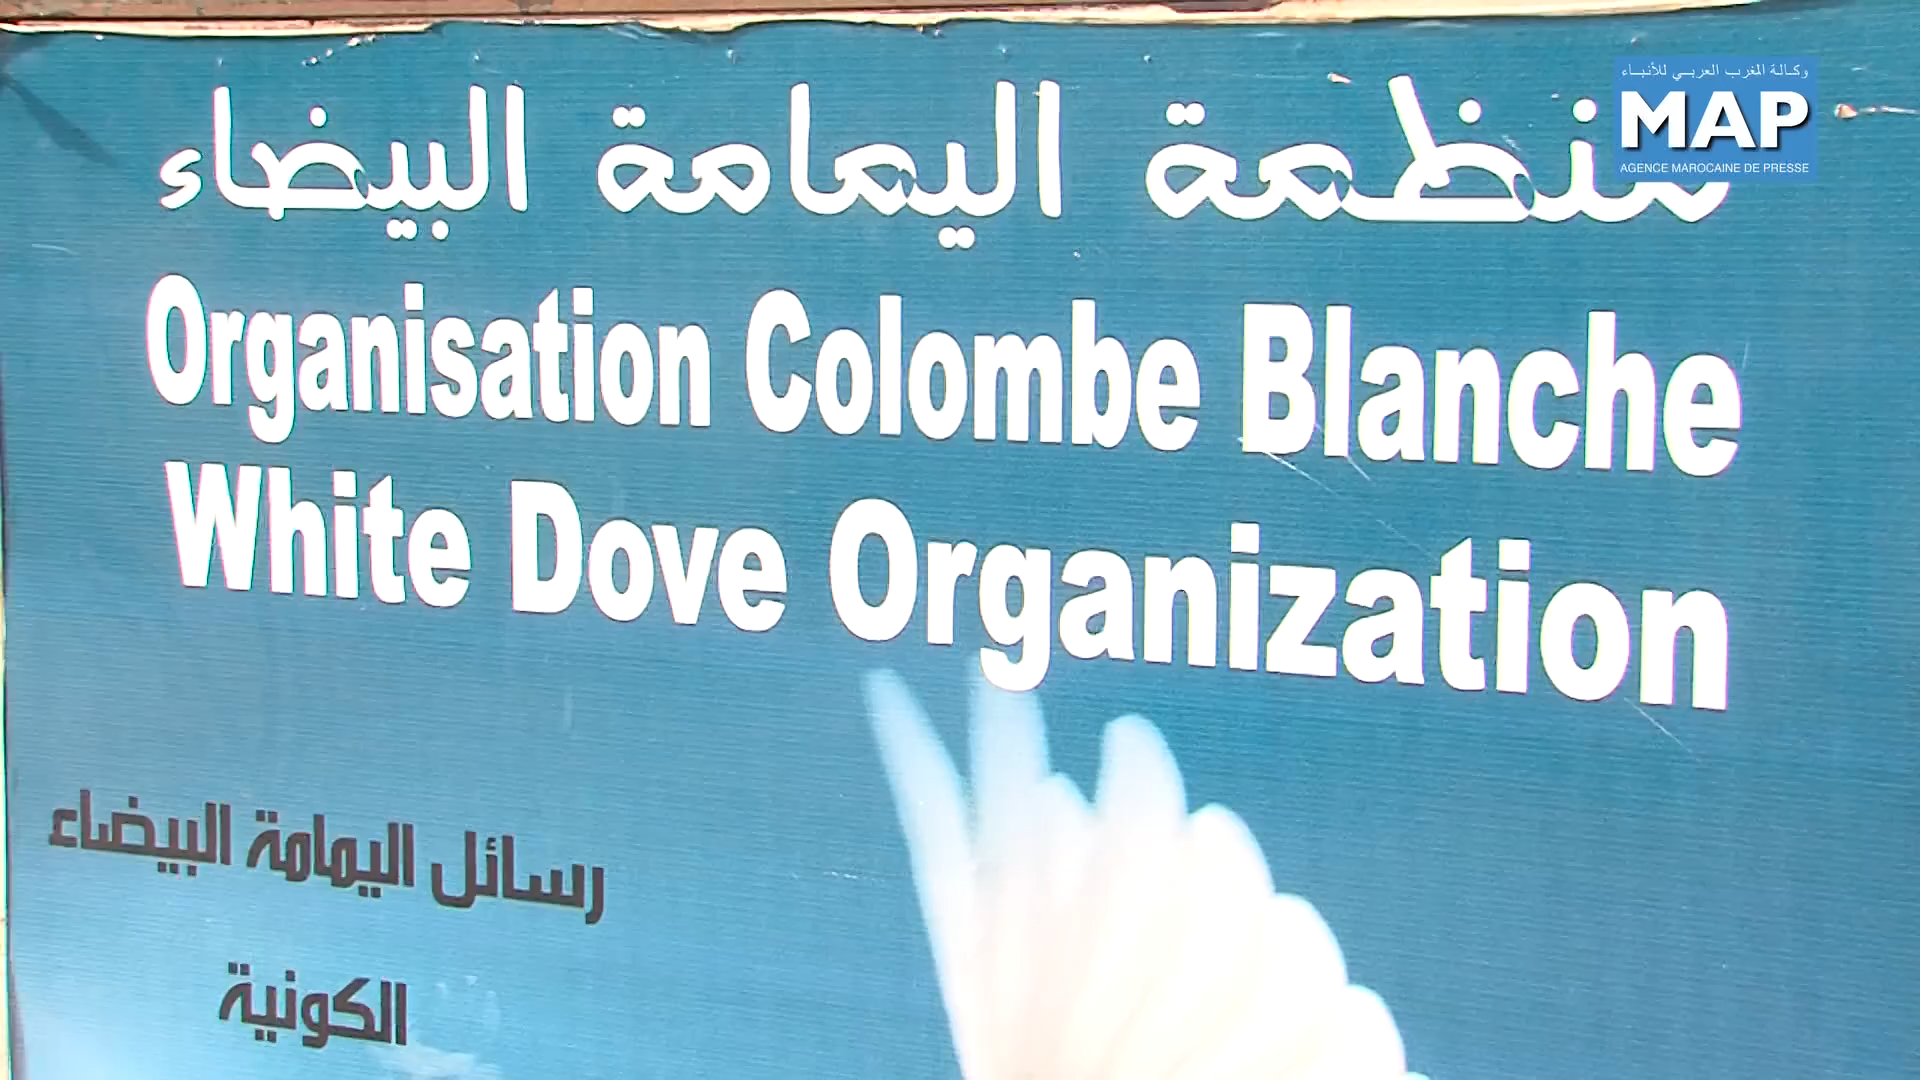 وكالة المغرب العربي للأنباء
MAP
AGENCE MAROCAINE DE PRESSE
منظمة اليمامة البيضاء
Organisation Colombe Blanche
White Dove Organization
رسائل اليمامة البيضاء
الكونية